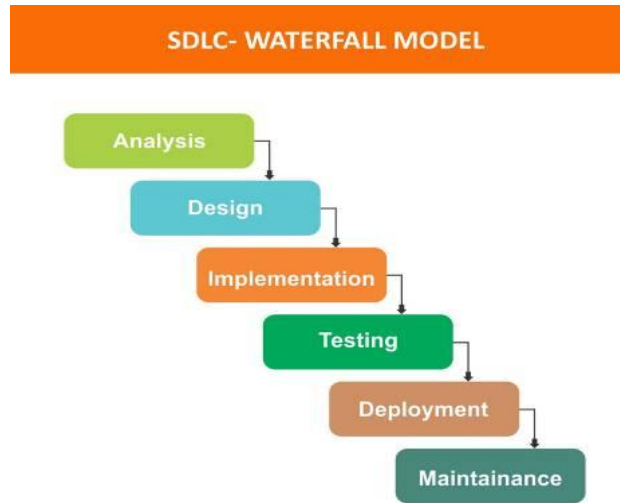 SDLC- WATERFALL MODEL
Analysis
Design
Implementation
Testing
Deployment
Maintainance